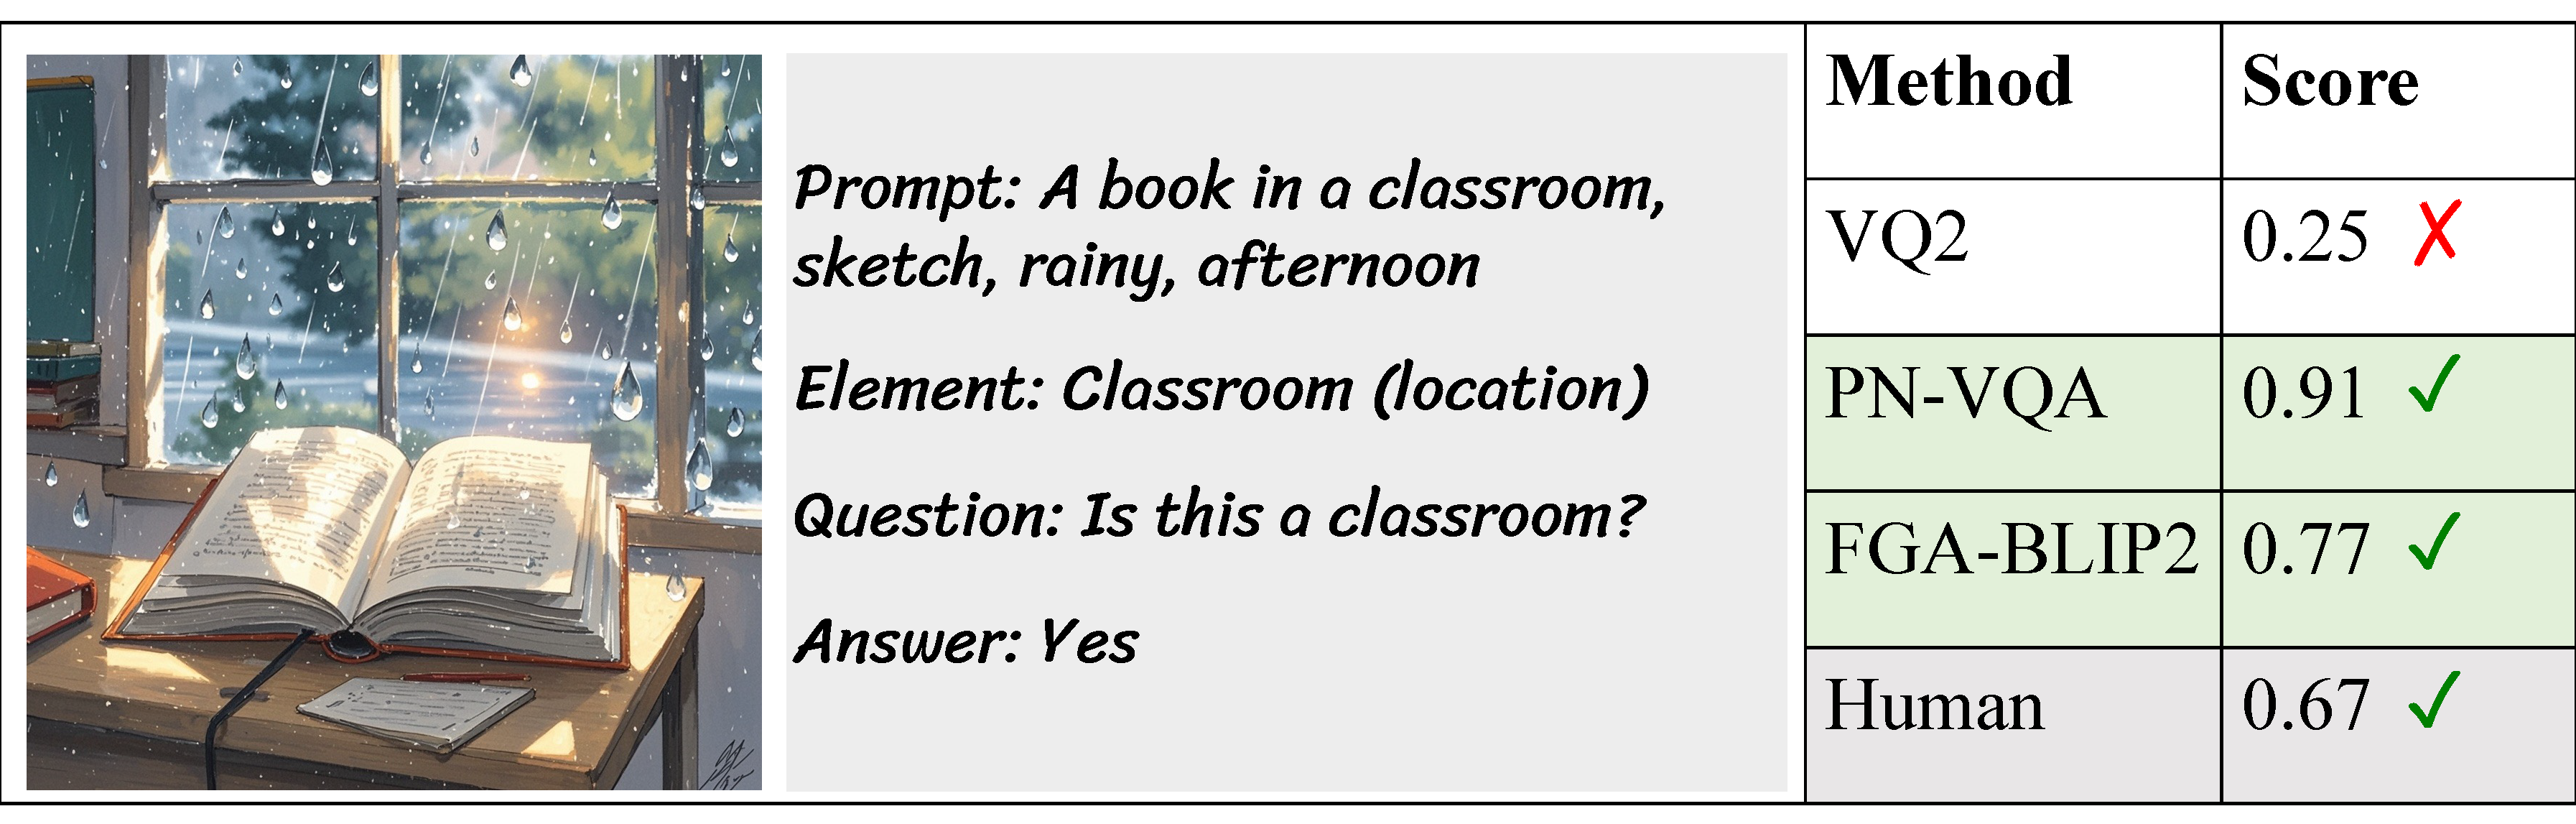 Prompt: A book in a classroom,
sketch, rainy, afternoon
Element: Classroom (location)
Question: Is this a classroom?
Answer: Yes
Method Score
VQ2 0.25 ✗
PN-VQA 0.91 ✓
FGA-BLIP2 0.77 ✓
Human 0.67 ✓